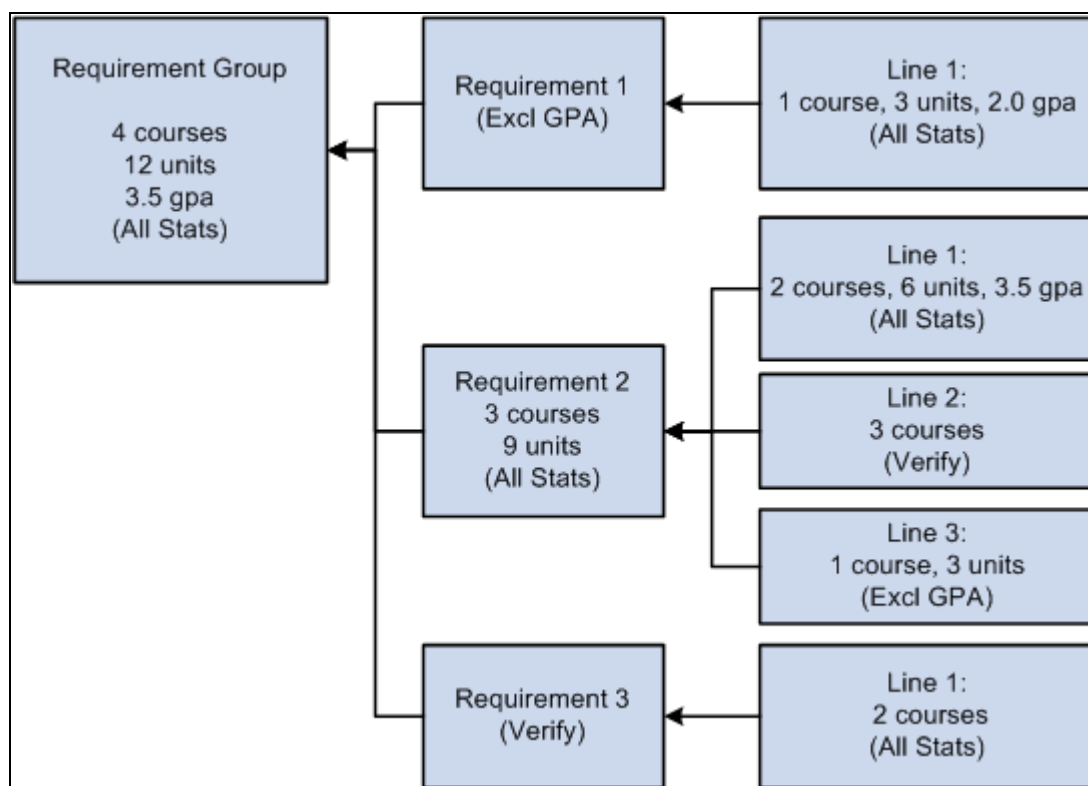 Requirement Group
4 courses
12 units
3.5 gpa
(All Stats)
Requirement 1
(Excl GPA)
Line 1:
1 course, 3 units, 2.0 gpa
(All Stats)
Requirement 2
3 courses
9 units
(All Stats)
Line 1:
2 courses, 6 units, 3.5 gpa
(All Stats)
Line 2:
3 courses
(Verify)
Line 3:
1 course, 3 units
(Excl GPA)
Requirement 3
(Verify)
Line 1:
2 courses
(All Stats)